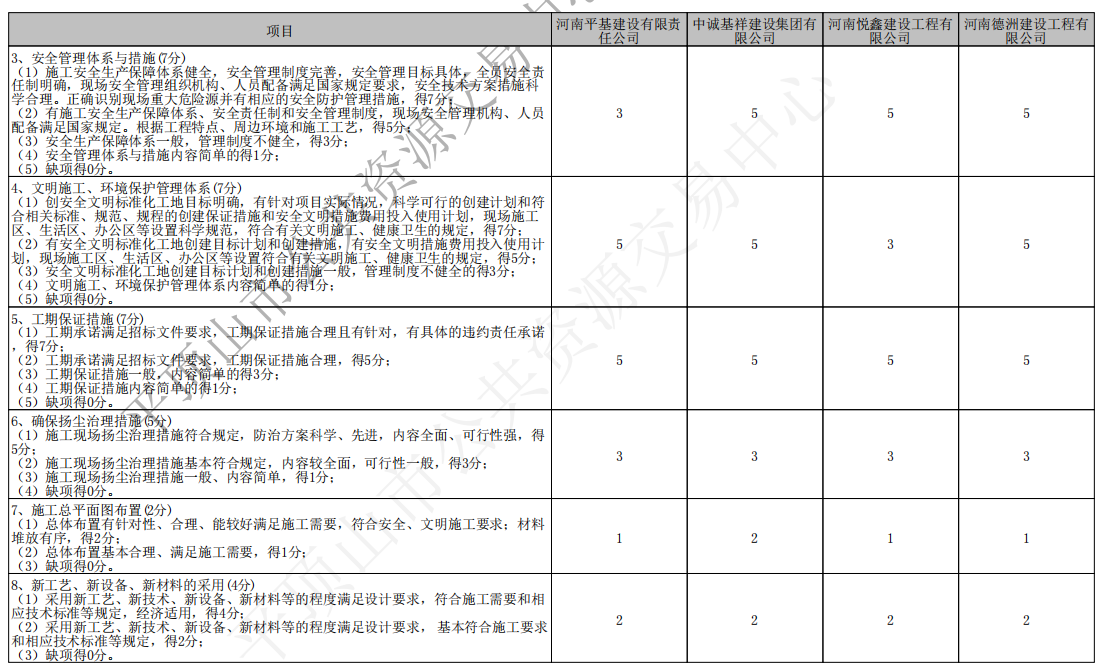 项目
河南平基建设有限责
任公司
中诚基祥建设集团有
限公司
河南悦鑫建设工程有
限公司
河南德洲建设工程有
限公司
3、安全管理体系与措施(7分)
（1）施工安全生产保障体系健全，安全管理制度完善，安全管理目标具体，全员安全责
任制明确，现场安全管理组织机构、人员配备满足国家规定要求，安全技术方案措施科
学合理。正确识别现场重大危险源并有相应的安全防护管理措施，得7分；
（2）有施工安全生产保障体系、安全责任制和安全管理制度，现场安全管理机构、人员
配备满足国家规定。根据工程特点、周边环境和施工工艺，得5分；
（3）安全生产保障体系一般，管理制度不健全，得3分；
（4）安全管理体系与措施内容简单的得1分；
（5）缺项得0分。
3
5
5
5
4、文明施工、环境保护管理体系(7分)
（1）创安全文明标准化工地目标明确，有针对项目实际情况，科学可行的创建计划和符
合相关标准、规范、规程的创建保证措施和安全文明措施费用投入使用计划，现场施工
区、生活区、办公区等设置科学规范，符合有关文明施工、健康卫生的规定，得7分；
（2）有安全文明标准化工地创建目标计划和创建措施，有安全文明措施费用投入使用计
划，现场施工区、生活区、办公区等设置符合有关文明施工、健康卫生的规定，得5分；
（3）安全文明标准化工地创建目标计划和创建措施一般，管理制度不健全的得3分；
（4）文明施工、环境保护管理体系内容简单的得1分；
（5）缺项得0分。
5
5
3
5
5、工期保证措施(7分)
（1）工期承诺满足招标文件要求，工期保证措施合理且有针对，有具体的违约责任承诺
，得7分；
（2）工期承诺满足招标文件要求，工期保证措施合理，得5分；
（3）工期保证措施一般，内容简单的得3分；
（4）工期保证措施内容简单的得1分；
（5）缺项得0分。
5
5
5
5
6、确保扬尘治理措施(5分)
（1）施工现场扬尘治理措施符合规定，防治方案科学、先进，内容全面、可行性强，得
5分；
（2）施工现场扬尘治理措施基本符合规定，内容较全面，可行性一般，得3分；
（3）施工现场扬尘治理措施一般、内容简单，得1分；
（4）缺项得0分。
3
3
3
3
7、施工总平面图布置(2分)
（1）总体布置有针对性、合理、能较好满足施工需要，符合安全、文明施工要求；材料
堆放有序，得2分；
（2）总体布置基本合理、满足施工需要，得1分；
（3）缺项得0分。
1
2
1
1
8、新工艺、新设备、新材料的采用(4分)
（1）采用新工艺、新技术、新设备、新材料等的程度满足设计要求，符合施工需要和相
应技术标准等规定，经济适用，得4分；
（2）采用新工艺、新技术、新设备、新材料等的程度满足设计要求， 基本符合施工要求
和相应技术标准等规定，得2分；
（3）缺项得0分。
2
2
2
2
平顶山市公共资源交易中心
平顶山市公共资源交易中心